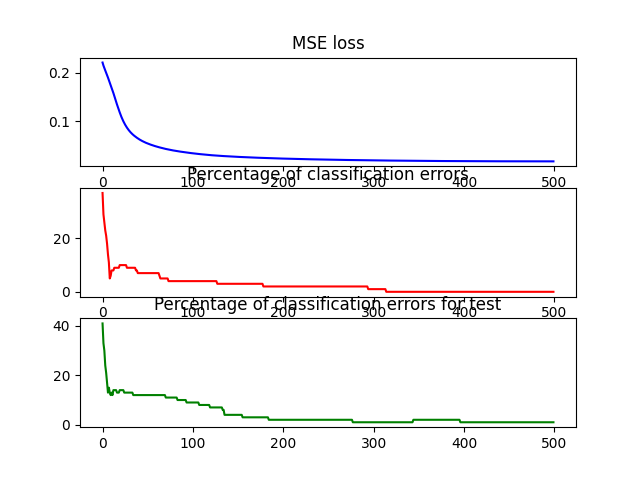 MSE loss
0.2
0.1
0 100 200 300 400 500
Percentage of classification errors
20
0
0 100 200 300 400 500
Percentage of classification errors for test
40
20
0
0 100 200 300 400 500